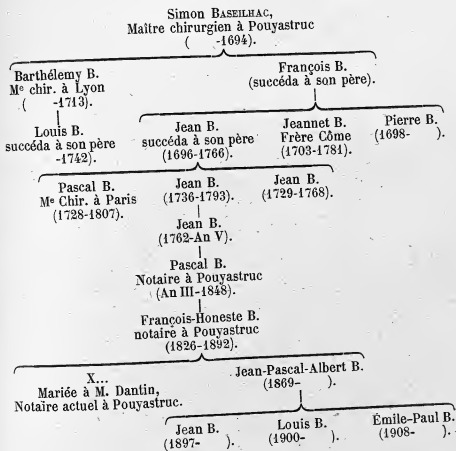 Simon BASEILHAC,
Maître chirurgien à Pouyastruc
( -1694).
Barthélemy B.
Mᵉ chir. à Lyon
( -1713).
François B.
(succéda à son père).
Louis B.
succéda à son père
-1742).
Jean B.
succéda à son père
(1696-1766)
Jeannet B.
Frère Côme
(1703-1781).
Pierre B.
(1698- ).
Pascal B.
Mᵉ Chir. à Paris
(1728-1807).
Jean B.
(1736-1793).
Jean B.
(1729-1768).
Jean B.
(1762-An V).
Pascal B.
Notaire à Pouyastruc
(An III-1848).
François-Honeste B.
notaire à Pouyastruc
(1826-1892).
X...
Mariée à M. Dantin,
Notaire actuel à Pouyastruc.
Jean-Pascal-Albert B.
(1869- ).
Jean B.
(1897- ).
Louis B.
(1900- ).
Émile-Paul B.
(1908- ).